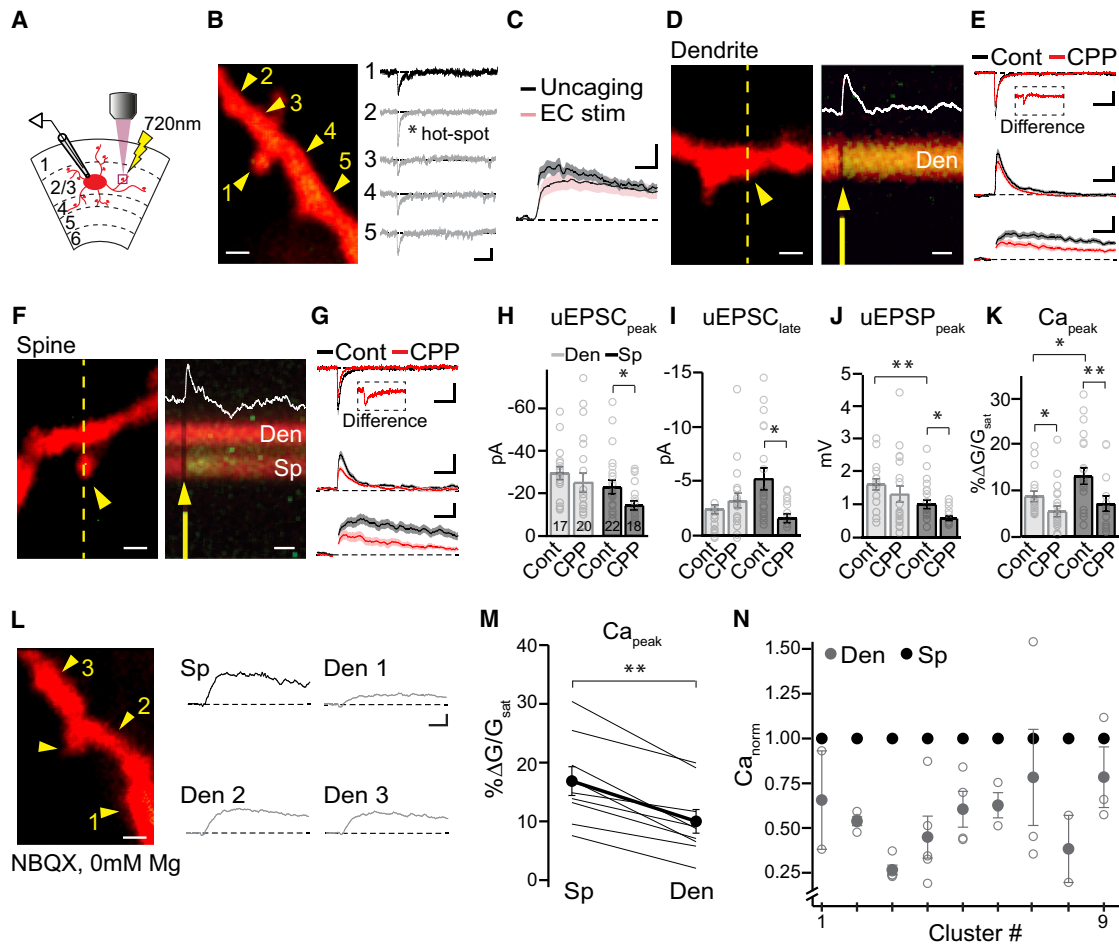 A
720nm
1
2/3
4
5
6
B
2
3
4
5
1
1
2
* hot-spot
3
4
5
C
Uncaging
EC stim
D
Dendrite
Den
E
Cont CPP
Difference
F
Spine
Den
Sp
G
Cont CPP
Difference
H
uEPSCpeak
Den Sp
*
pA
-60
-40
-20
0
17 20 22 18
Cont CPP Cont CPP
I
uEPSClate
*
pA
-15
-10
-5
0
Cont CPP Cont CPP
J
uEPSPpeak
**
*
mV
5
4
3
2
1
0
Cont CPP Cont CPP
K
Capeak
*
*
**
%ΔG/Gsat
40
30
20
10
0
Cont CPP Cont CPP
L
3
2
1
NBQX, 0mM Mg
Sp
Den 1
Den 2
Den 3
M
Capeak
**
%ΔG/Gsat
40
30
20
10
0
Sp Den
N
Den Sp
Canorm
1.50
1.25
1.00
0.75
0.50
0.25
1 9
Cluster #